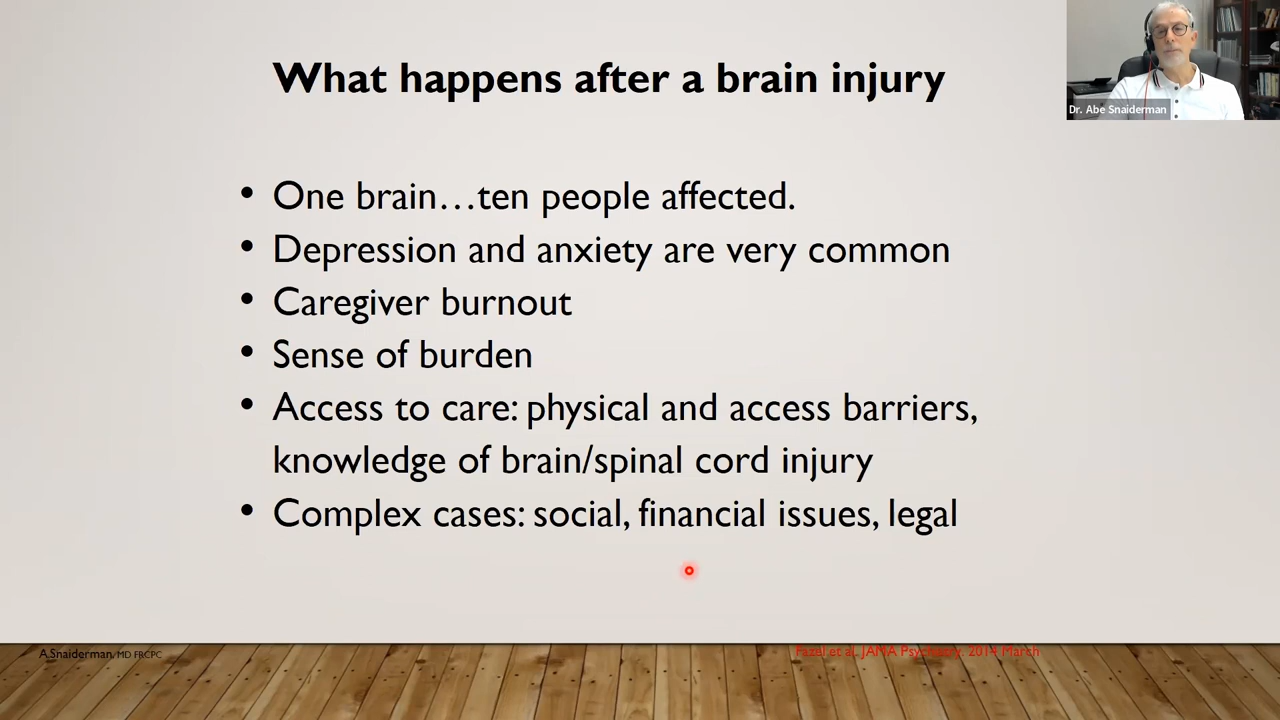 What happens after a brain injury
Dr. Abe Snaiderman
• One brain…ten people affected.
• Depression and anxiety are very common
• Caregiver burnout
• Sense of burden
• Access to care: physical and access barriers,
knowledge of brain/spinal cord injury
• Complex cases: social, financial issues, legal
A.Snaiderman, MD FRCPC
Fazel et al. JAMA Psychiatry. 2014 March